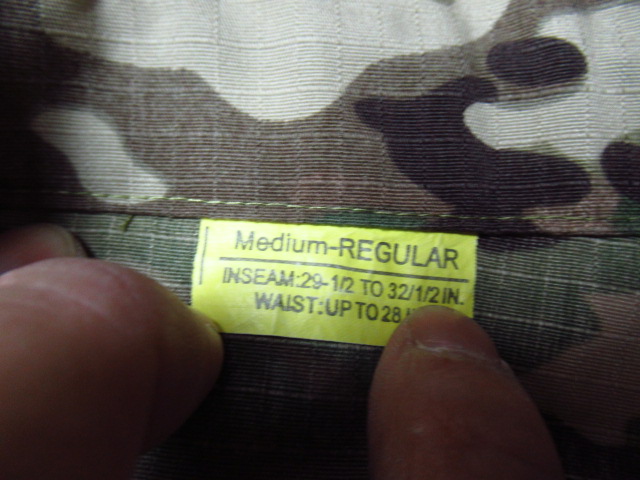 Medium-REGULAR
INSEAM:29-1/2 TO 32/1/2 IN.
WAIST:UP TO 28